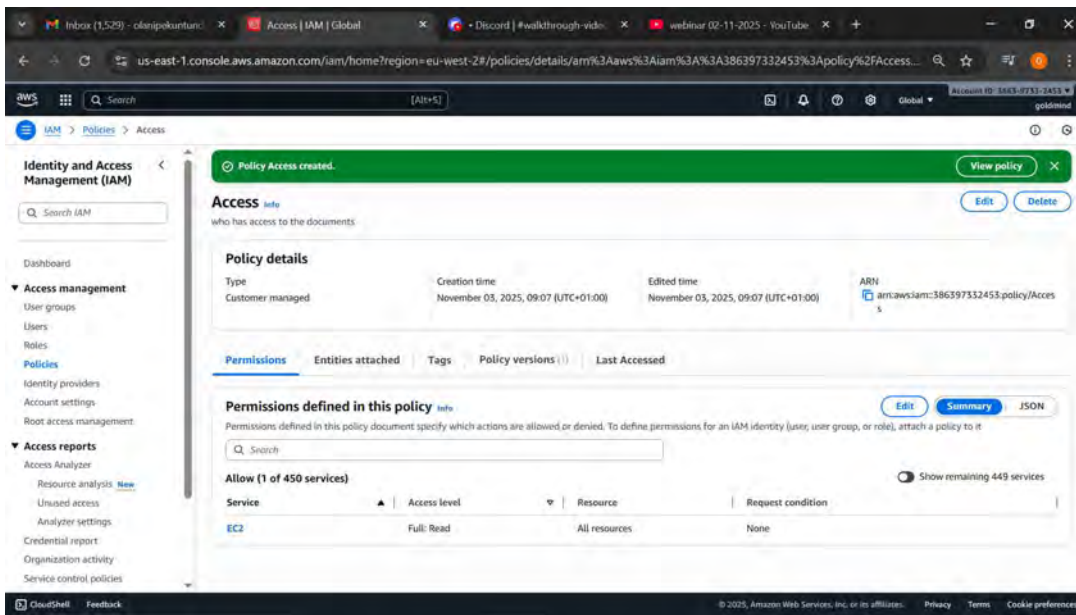 Inbox (1,529) - olanipekuntund
Access | IAM | Global
• Discord | #walkthrough-video
webinar 02-11-2025 - YouTube
us-east-1.console.aws.amazon.com/iam/home?region=eu-west-2#/policies/details/arn%3Aaws%3Aiam%3A%3A386397332453%3Apolicy%2FAccess...
aws
Search
[Alt+S]
Global
goldmind
IAM > Policies > Access
Identity and Access Management (IAM)
Search IAM
Dashboard
Access management
User groups
Users
Roles
Policies
Identity providers
Account settings
Root access management
Access reports
Access Analyzer
Resource analysis New
Unused access
Analyzer settings
Credential report
Organization activity
Service control policies
Policy Access created.
View policy
Access Info
Edit
Delete
who has access to the documents
Policy details
Type
Customer managed
Creation time
November 03, 2025, 09:07 (UTC+01:00)
Edited time
November 03, 2025, 09:07 (UTC+01:00)
ARN
arn:aws:iam::386397332453:policy/Acces
s
Permissions
Entities attached
Tags
Policy versions (1)
Last Accessed
Permissions defined in this policy Info
Edit
Summary
JSON
Permissions defined in this policy document specify which actions are allowed or denied. To define permissions for an IAM identity (user, user group, or role), attach a policy to it
Search
Allow (1 of 450 services)
Show remaining 449 services
Service
Access level
Resource
Request condition
EC2
Full: Read
All resources
None
CloudShell
Feedback
© 2025, Amazon Web Services, Inc. or its affiliates.
Privacy
Terms
Cookie preferences